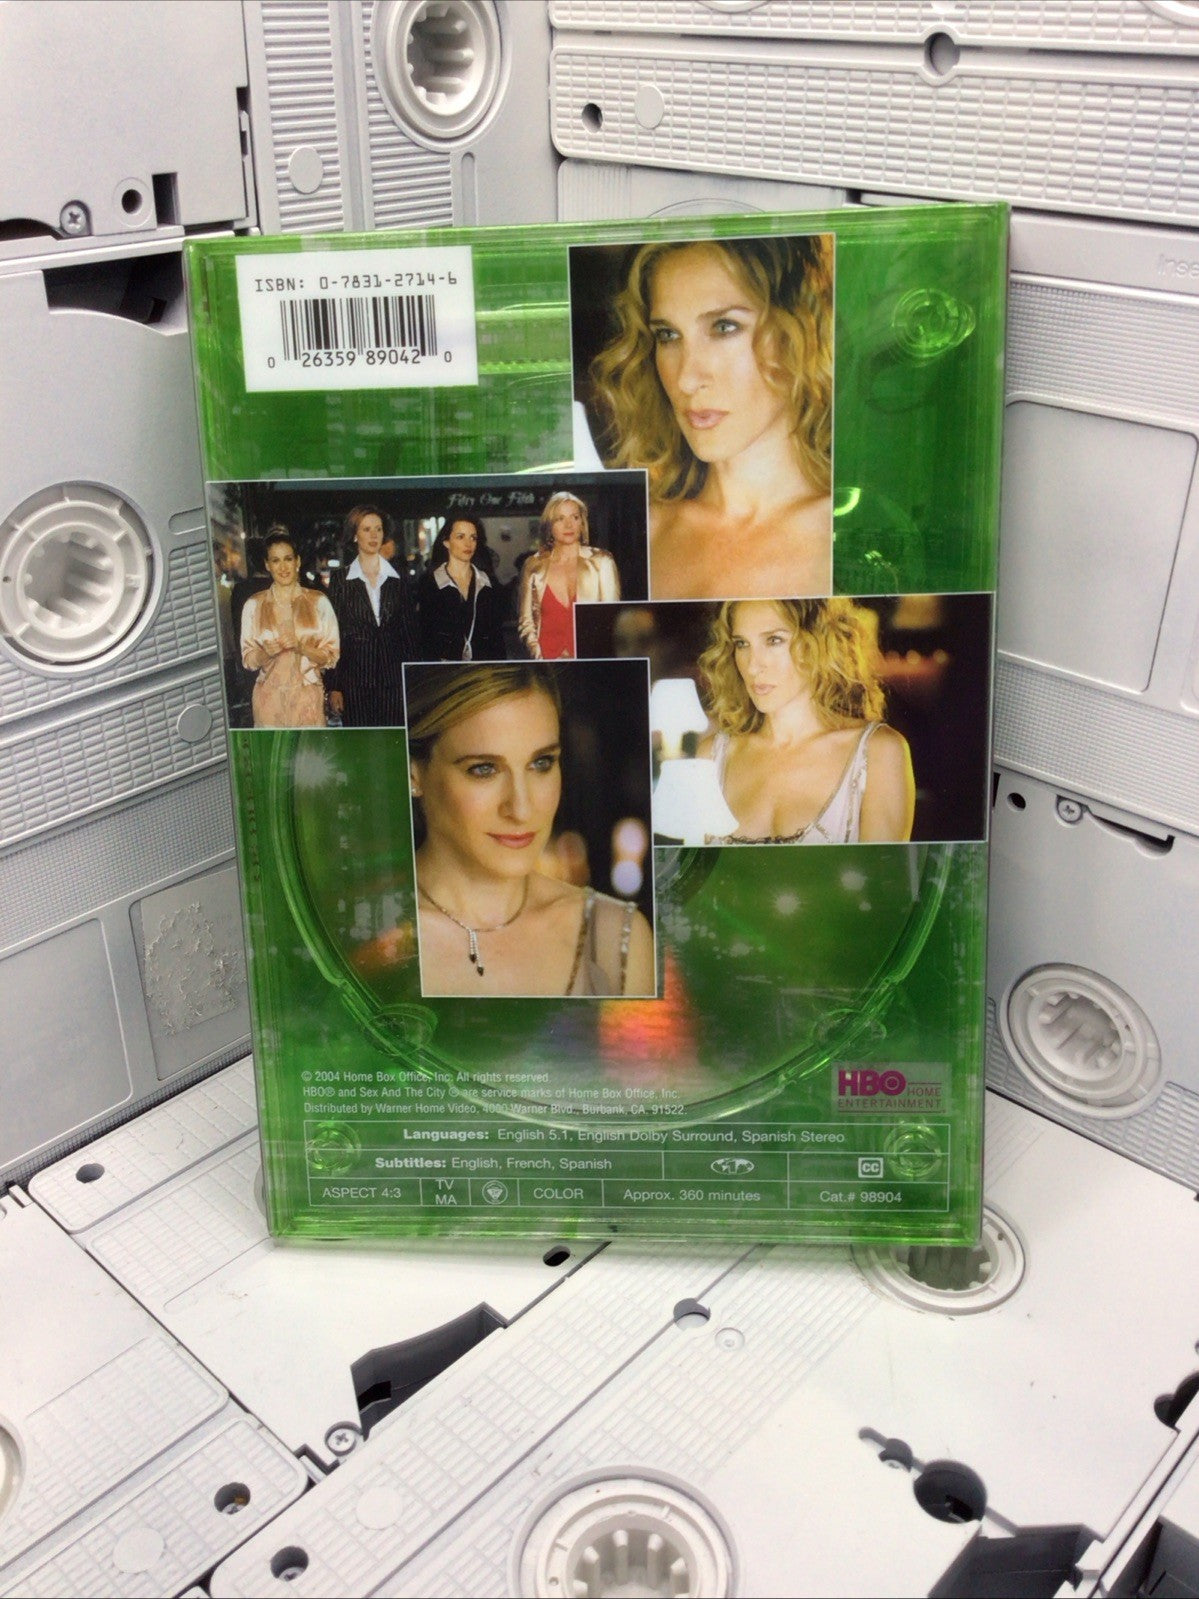 ISBN: 0-7831-2714-6
0 26359 89042 0
Fifty One Fifth
© 2004 Home Box Office, Inc. All rights reserved.
HBO® and Sex And The City ® are service marks of Home Box Office, Inc.
Distributed by Warner Home Video, 4000 Warner Blvd., Burbank, CA, 91522.
HBO HOME
ENTERTAINMENT
Languages: English 5.1, English Dolby Surround, Spanish Stereo
Subtitles: English, French, Spanish
CC
ASPECT 4:3
TV
MA
COLOR
Approx. 360 minutes
Cat.# 98904